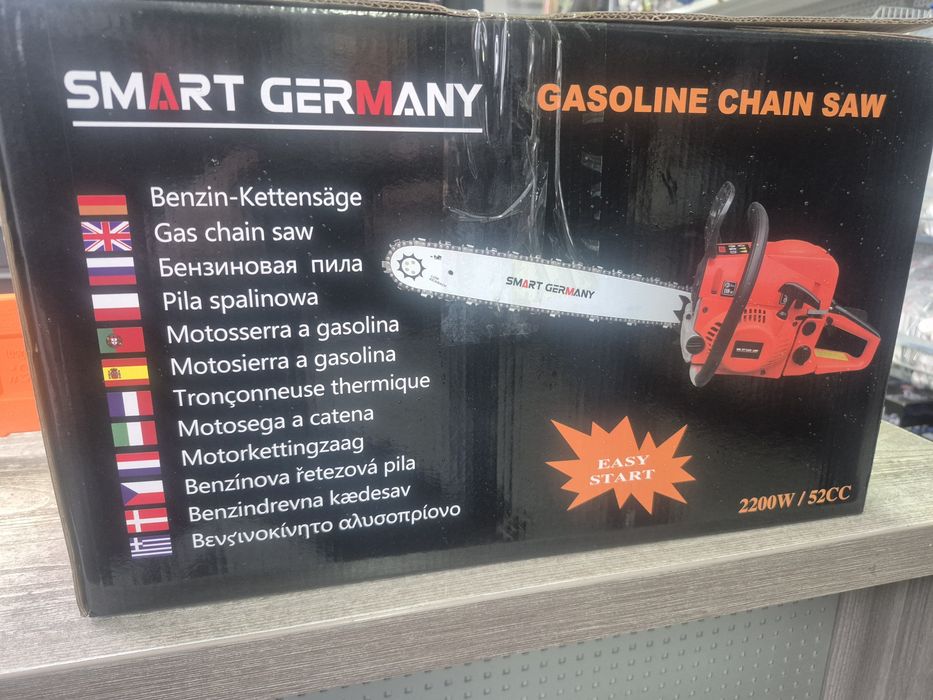 SMART GERMANY
GASOLINE CHAIN SAW
Benzin-Kettensäge
Gas chain saw
Бензиновая пила
Pila spalinowa
Motosserra a gasolina
Motosierra a gasolina
Tronçonneuse thermique
Motosega a catena
Motorkettingzaag
Benzínova řetezová pila
Benzindrevna kædesav
Βενςινοκίνητο αλυσοπρίονο
SMART GERMANY
EASY
START
2200W / 52CC